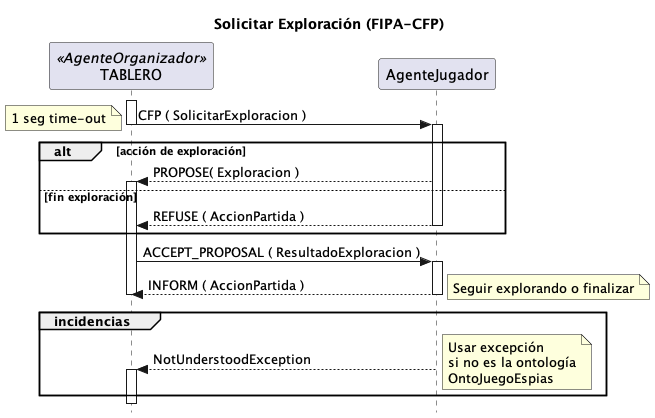 Solicitar Exploración (FIPA-CFP)
«AgenteOrganizador»
TABLERO
AgenteJugador
1 seg time-out
CFP ( SolicitarExploracion )
alt
[acción de exploración]
PROPOSE( Exploracion )
[fin exploración]
REFUSE ( AccionPartida )
ACCEPT_PROPOSAL ( ResultadoExploracion )
INFORM ( AccionPartida )
Seguir explorando o finalizar
incidencias
NotUnderstoodException
Usar excepción
si no es la ontología
OntoJuegoEspias